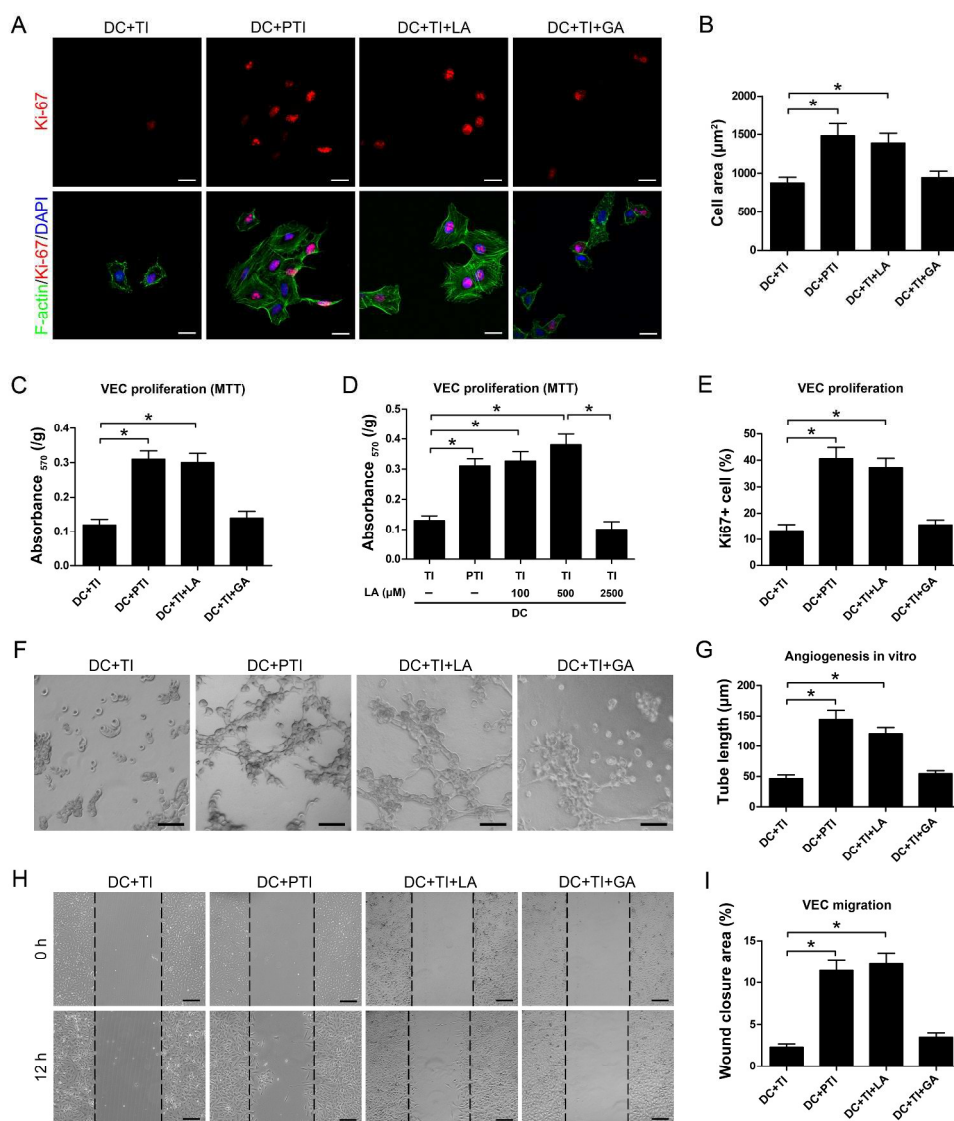 A
DC+TI DC+PTI DC+TI+LA DC+TI+GA
Ki-67
F-actin/Ki-67/DAPI
B
Cell area (µm²)
2000
1500
1000
500
0
*
*
DC+TI
DC+PTI
DC+TI+LA
DC+TI+GA
C
VEC proliferation (MTT)
Absorbance 570 (/g)
0.4
0.3
0.2
0.1
0.0
*
*
DC+TI
DC+PTI
DC+TI+LA
DC+TI+GA
D
VEC proliferation (MTT)
Absorbance 570 (/g)
0.5
0.4
0.3
0.2
0.1
0.0
* *
*
*
TI PTI TI TI TI
LA (µM) – – 100 500 2500
DC
E
VEC proliferation
Ki67+ cell (%)
50
40
30
20
10
0
*
*
DC+TI
DC+PTI
DC+TI+LA
DC+TI+GA
F
DC+TI DC+PTI DC+TI+LA DC+TI+GA
G
Angiogenesis in vitro
Tube length (µm)
200
150
100
50
0
*
*
DC+TI
DC+PTI
DC+TI+LA
DC+TI+GA
H
DC+TI DC+PTI DC+TI+LA DC+TI+GA
0 h
12 h
I
VEC migration
Wound closure area (%)
15
10
5
0
*
*
DC+TI
DC+PTI
DC+TI+LA
DC+TI+GA